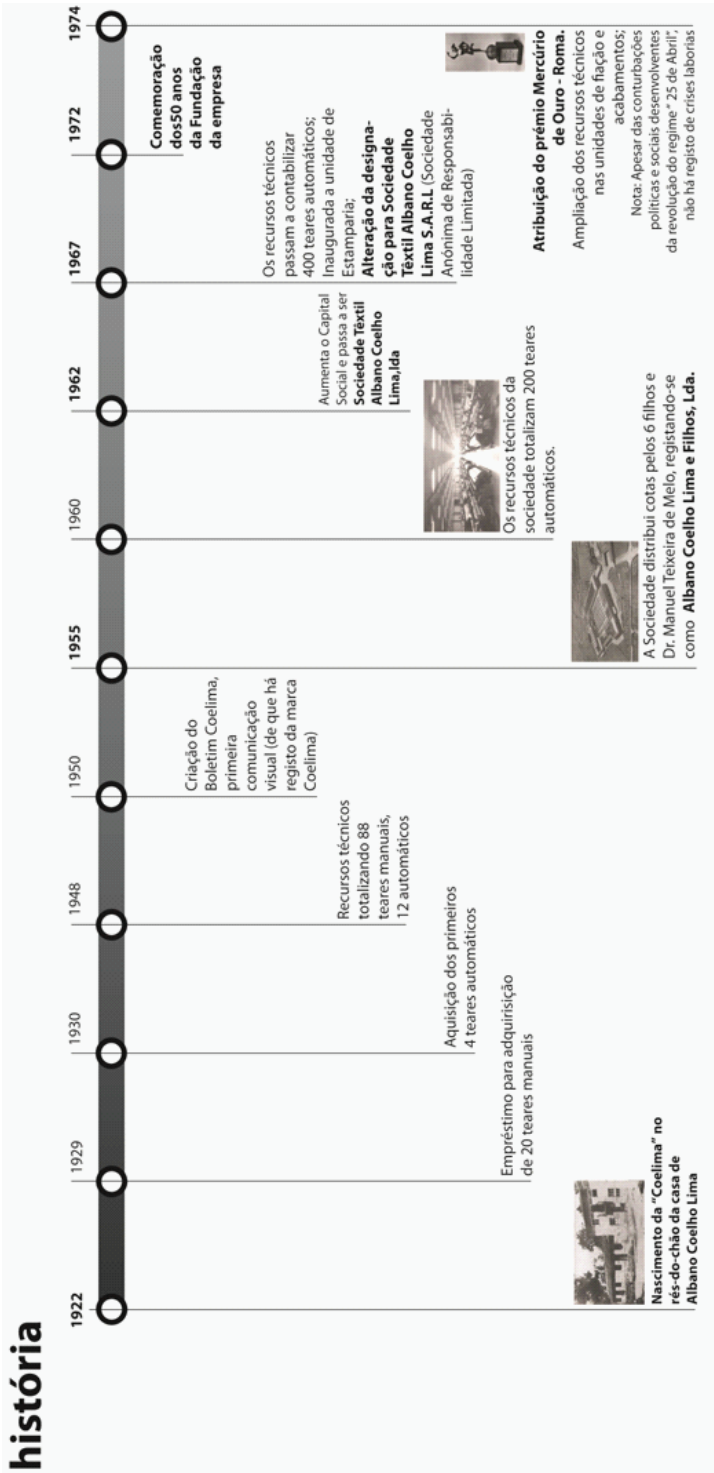 história
1922
Nascimento da "Coelima" no
rés-do-chão da casa de
Albano Coelho Lima
1929
Empréstimo para adquirisição
de 20 teares manuais
1930
Aquisição dos primeiros
4 teares automáticos
1948
Recursos técnicos
totalizando 88
teares manuais,
12 automáticos
1950
Criação do
Boletim Coelima,
primeira
comunicação
visual (de que há
registo da marca
Coelima)
1955
A Sociedade distribui cotas pelos 6 filhos e
Dr. Manuel Teixeira de Melo, registando-se
como Albano Coelho Lima e Filhos, Lda.
1960
Os recursos técnicos da
sociedade totalizam 200 teares
automáticos.
1962
Aumenta o Capital
Social e passa a ser
Sociedade Têxtil
Albano Coelho
Lima,lda
1967
Os recursos técnicos
passam a contabilizar
400 teares automáticos;
Inaugurada a unidade de
Estamparia;
Alteração da designa-
ção para Sociedade
Têxtil Albano Coelho
Lima S.A.R.L (Sociedade
Anónima de Responsabi-
lidade Limitada)
1972
Comemoração
dos50 anos
da Fundação
da empresa
1974
Atribuição do prémio Mercúrio
de Ouro - Roma.
Ampliação dos recursos técnicos
nas unidades de fiação e
acabamentos;
Nota: Apesar das conturbações
políticas e sociais desenvolventes
da revolução do regime " 25 de Abril",
não há registo de crises laborias